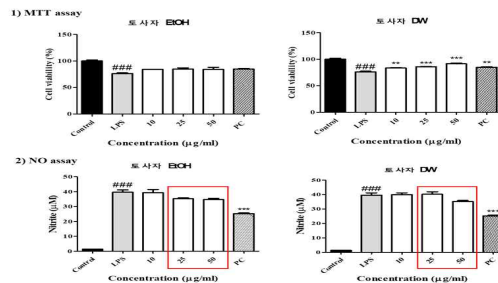 1) MTT assay
토사자 EtOH
Cell viability (%)
150
100
50
0
###
Control
LPS
10
25
50
PC
Concentration (µg/ml)
토사자 DW
Cell viability (%)
150
100
50
0
###
**
***
***
**
Control
LPS
10
25
50
PC
Concentration (µg/ml)
2) NO assay
토사자 EtOH
Nitrite (µM)
50
40
30
20
10
0
###
***
Control
LPS
10
25
50
PC
Concentration (µg/ml)
토사자 DW
Nitrite (µM)
50
40
30
20
10
0
###
***
Control
LPS
10
25
50
PC
Concentration (µg/ml)